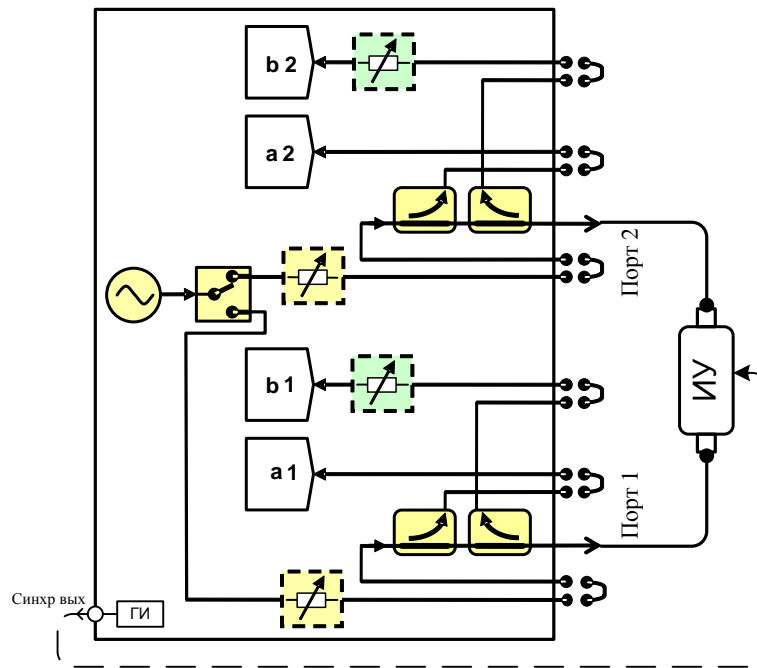 b 2
a 2
Порт 2
b 1
ИУ
a 1
Порт 1
Синхр вых
ГИ